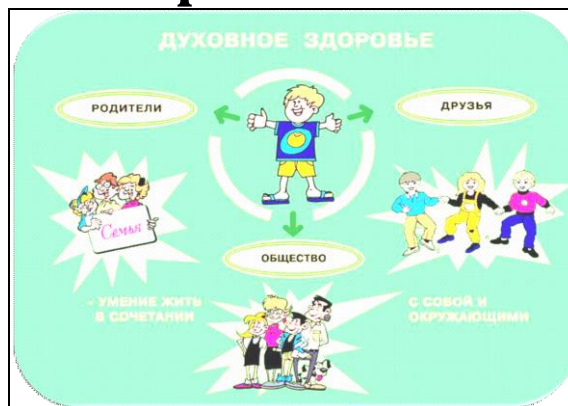 ДУХОВНОЕ ЗДОРОВЬЕ
РОДИТЕЛИ
ДРУЗЬЯ
Семья
ОБЩЕСТВО
- УМЕНИЕ ЖИТЬ
В СОЧЕТАНИИ
С СОБОЙ И
ОКРУЖАЮЩИМИ